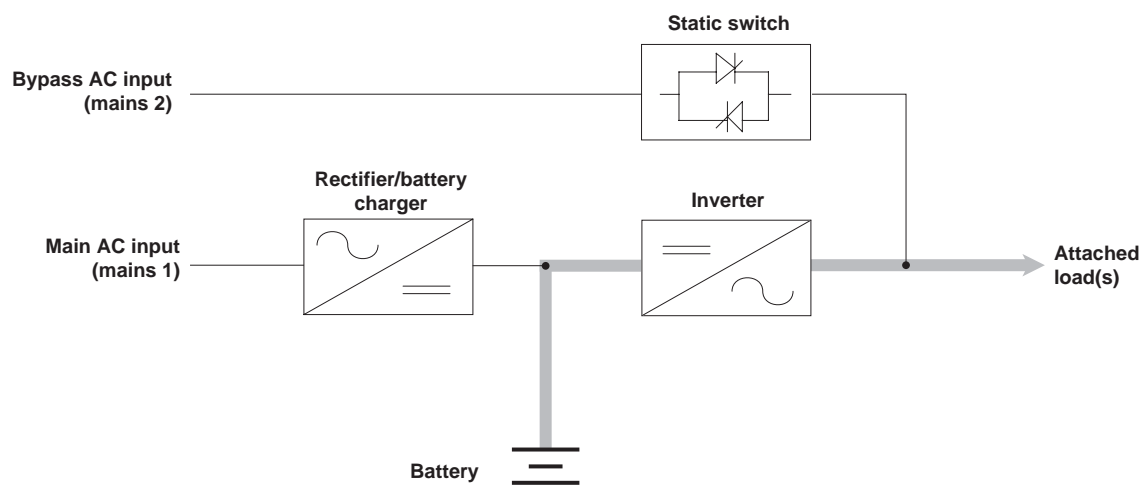 Static switch
Bypass AC input
(mains 2)
Rectifier/battery
charger
Inverter
Main AC input
(mains 1)
Attached
load(s)
Battery